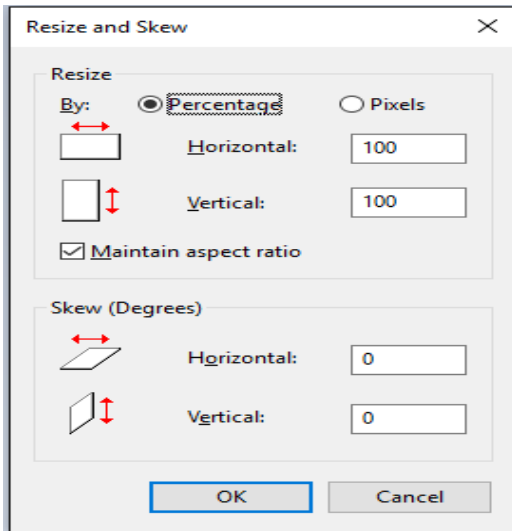 Resize and Skew
Resize
By: Percentage Pixels
Horizontal: 100
Vertical: 100
Maintain aspect ratio
Skew (Degrees)
Horizontal: 0
Vertical: 0
OK Cancel